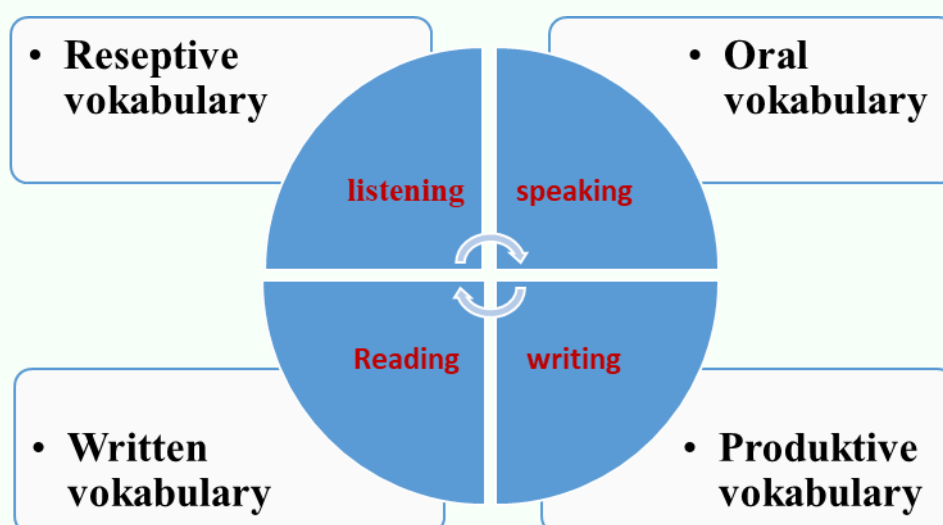 • Reseptive
vokabulary
• Oral
vokabulary
listening
speaking
Reading
writing
• Written
vokabulary
• Produktive
vokabulary